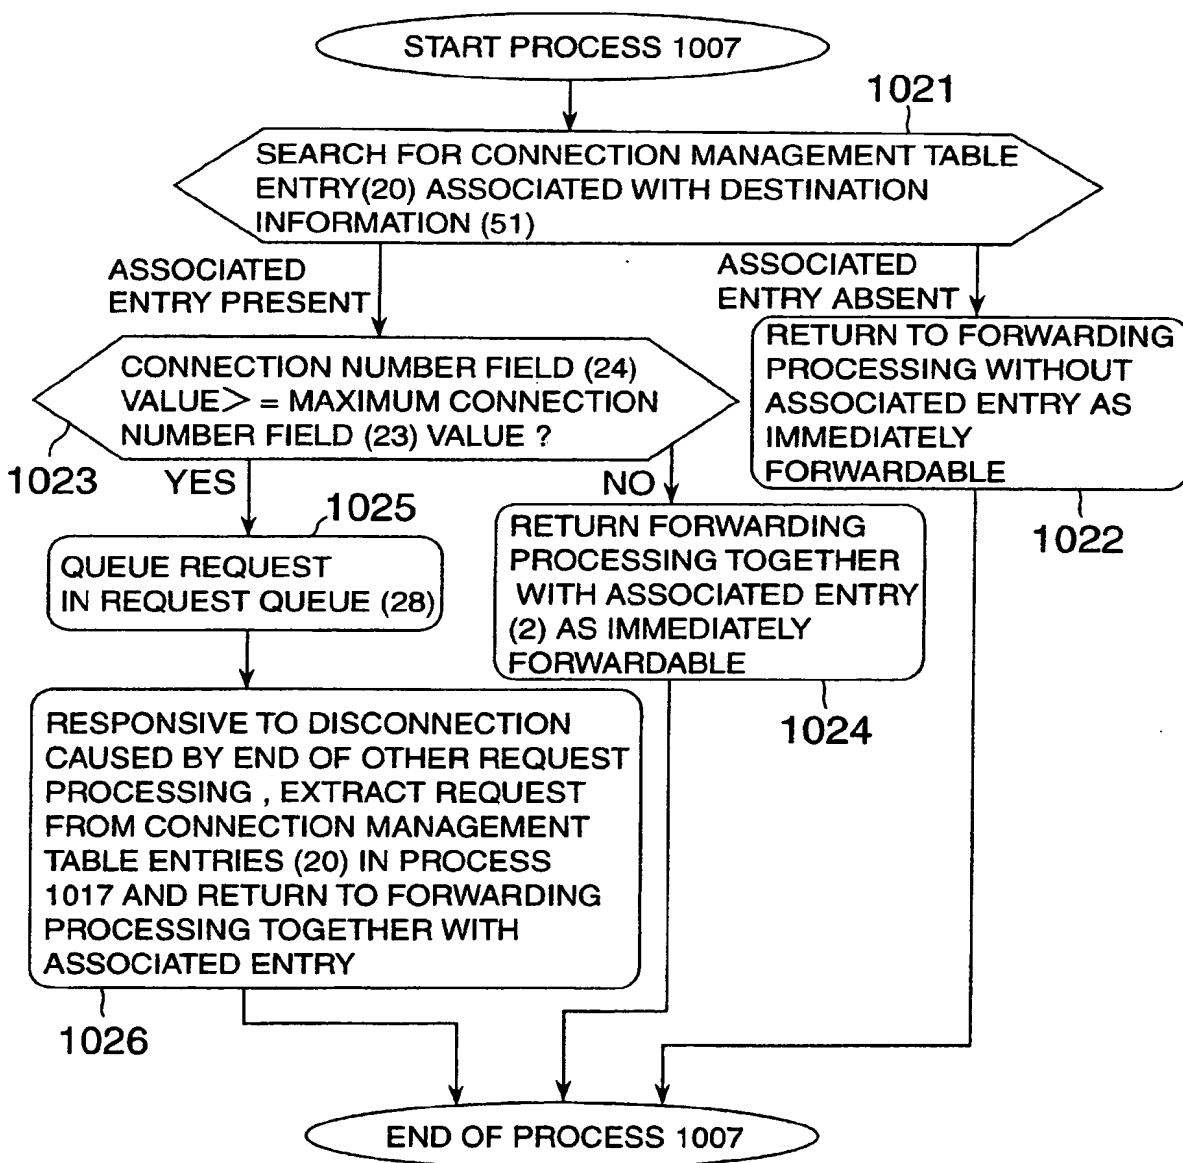 START PROCESS 1007
1021
SEARCH FOR CONNECTION MANAGEMENT TABLE
ENTRY(20) ASSOCIATED WITH DESTINATION
INFORMATION (51)
ASSOCIATED
ENTRY PRESENT
ASSOCIATED
ENTRY ABSENT
CONNECTION NUMBER FIELD (24)
VALUE> = MAXIMUM CONNECTION
NUMBER FIELD (23) VALUE ?
1023
YES
NO
RETURN TO FORWARDING
PROCESSING WITHOUT
ASSOCIATED ENTRY AS
IMMEDIATELY
FORWARDABLE
1022
1025
QUEUE REQUEST
IN REQUEST QUEUE (28)
RETURN FORWARDING
PROCESSING TOGETHER
WITH ASSOCIATED ENTRY
(2) AS IMMEDIATELY
FORWARDABLE
1024
RESPONSIVE TO DISCONNECTION
CAUSED BY END OF OTHER REQUEST
PROCESSING , EXTRACT REQUEST
FROM CONNECTION MANAGEMENT
TABLE ENTRIES (20) IN PROCESS
1017 AND RETURN TO FORWARDING
PROCESSING TOGETHER WITH
ASSOCIATED ENTRY
1026
END OF PROCESS 1007